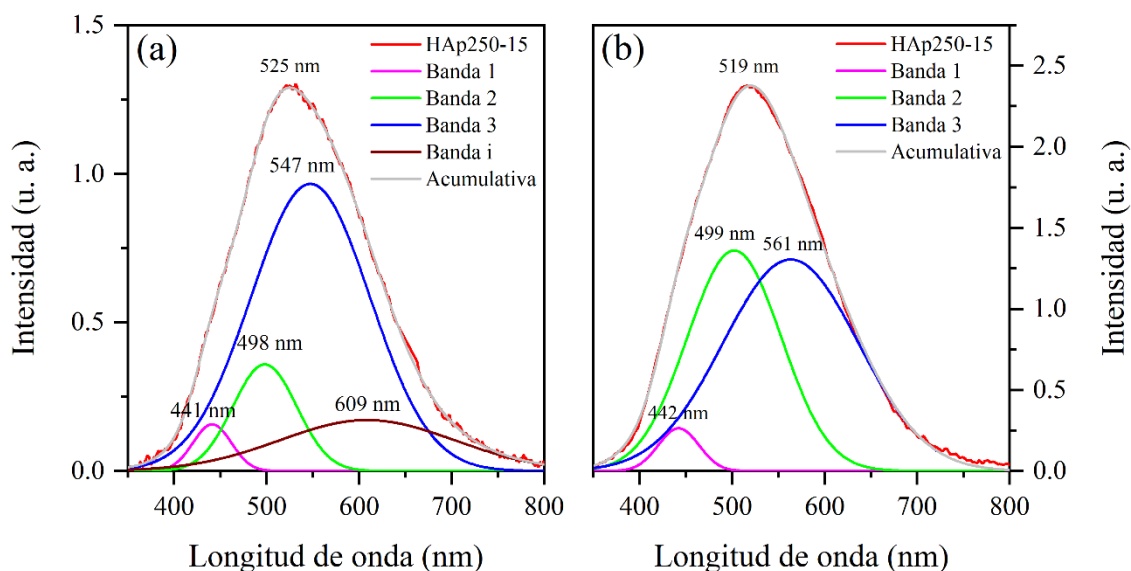 (a)
525 nm
547 nm
498 nm
441 nm
609 nm
HAp250-15
Banda 1
Banda 2
Banda 3
Banda i
Acumulativa
Intensidad (u. a.)
1.5
1.0
0.5
0.0
400 500 600 700 800
Longitud de onda (nm)
(b)
519 nm
499 nm
561 nm
442 nm
HAp250-15
Banda 1
Banda 2
Banda 3
Acumulativa
2.5
2.0
1.5
1.0
0.5
0.0
Intensidad (u. a.)
400 500 600 700 800
Longitud de onda (nm)